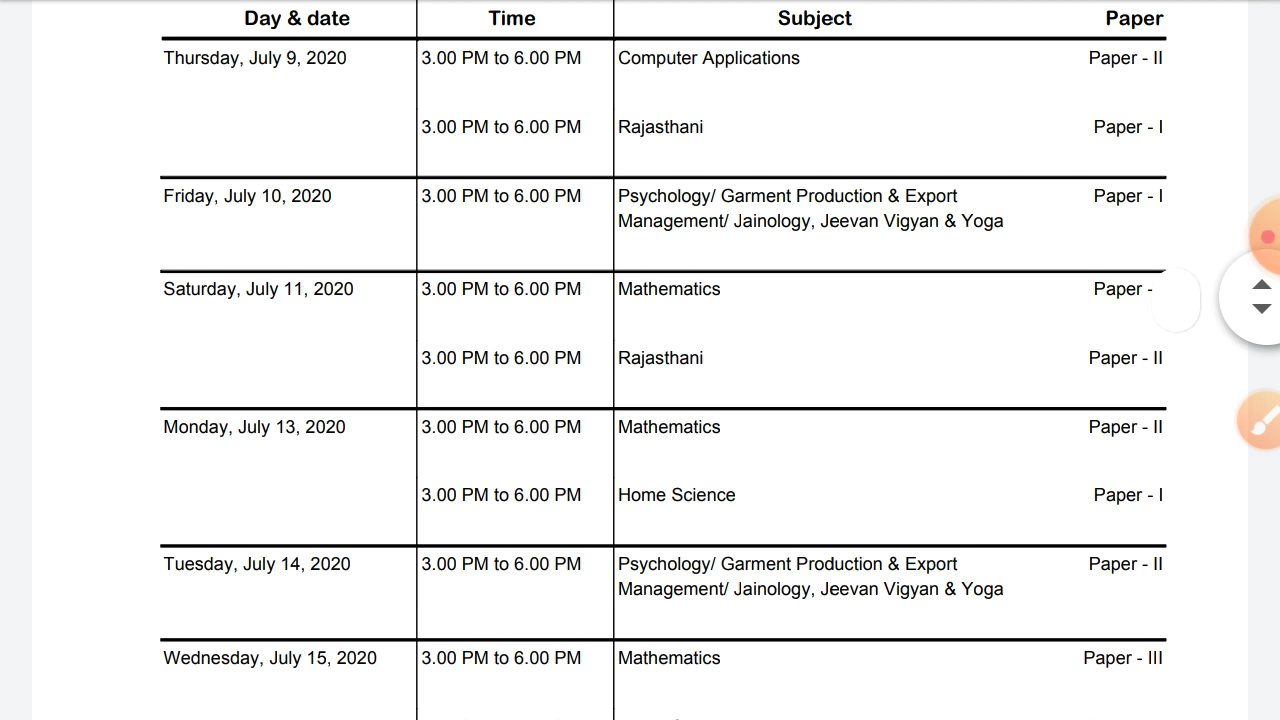 Day & date Time Subject Paper
Thursday, July 9, 2020 3.00 PM to 6.00 PM Computer Applications Paper - II
3.00 PM to 6.00 PM Rajasthani Paper - I
Friday, July 10, 2020 3.00 PM to 6.00 PM Psychology/ Garment Production & Export Paper - I
Management/ Jainology, Jeevan Vigyan & Yoga
Saturday, July 11, 2020 3.00 PM to 6.00 PM Mathematics Paper -
3.00 PM to 6.00 PM Rajasthani Paper - II
Monday, July 13, 2020 3.00 PM to 6.00 PM Mathematics Paper - II
3.00 PM to 6.00 PM Home Science Paper - I
Tuesday, July 14, 2020 3.00 PM to 6.00 PM Psychology/ Garment Production & Export Paper - II
Management/ Jainology, Jeevan Vigyan & Yoga
Wednesday, July 15, 2020 3.00 PM to 6.00 PM Mathematics Paper - III